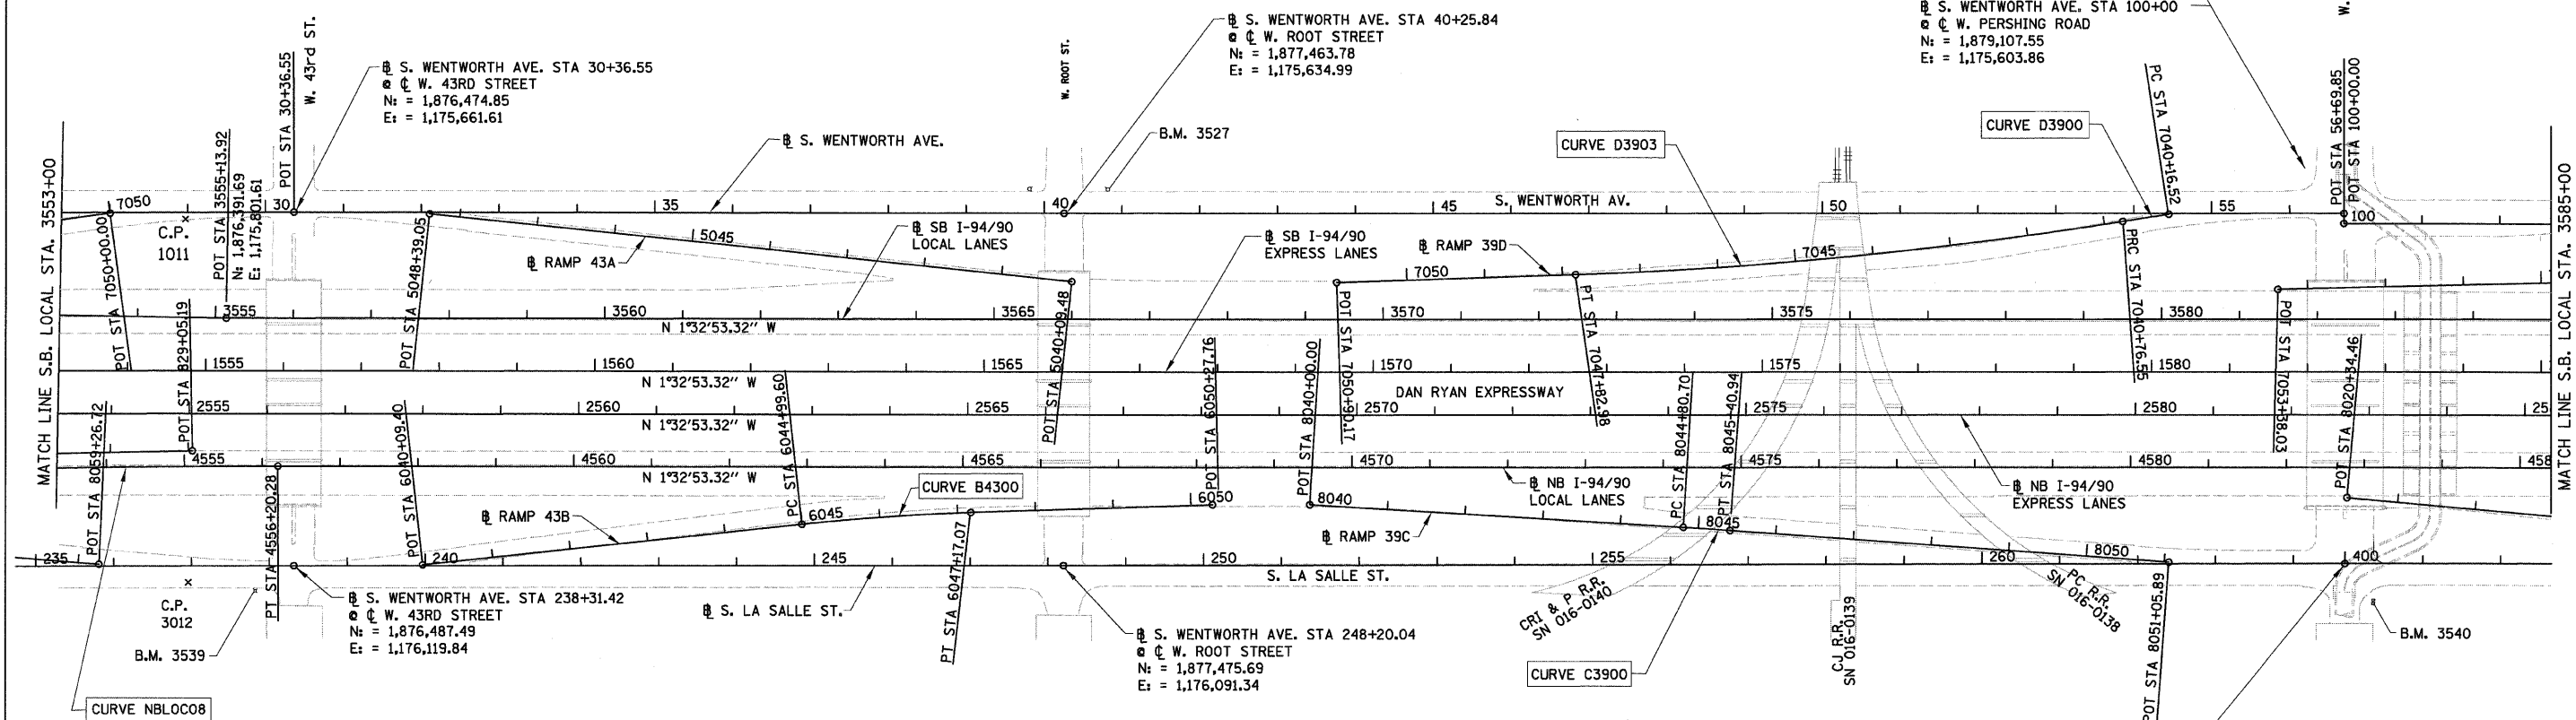 ℄ S. WENTWORTH AVE. STA 100+00
@ ℄ W. PERSHING ROAD
N: = 1,879,107.55
E: = 1,175,603.86
W.
℄ S. WENTWORTH AVE. STA 40+25.84
@ ℄ W. ROOT STREET
N: = 1,877,463.78
E: = 1,175,634.99
POT STA 30+36.55
W. 43rd ST.
℄ S. WENTWORTH AVE. STA 30+36.55
@ ℄ W. 43RD STREET
N: = 1,876,474.85
E: = 1,175,661.61
W. ROOT ST.
B.M. 3527
℄ S. WENTWORTH AVE.
CURVE D3903
CURVE D3900
PC STA 7040+16.52
POT STA 56+69.85
POT STA 100+00.00
MATCH LINE S.B. LOCAL STA. 3553+00
MATCH LINE S.B. LOCAL STA. 3585+00
7050
30
35
40
45
S. WENTWORTH AV.
50
55
100
C.P.
1011
POT STA 7050+00.00
POT STA 3555+13.92
N: 1,876,391.69
E: 1,175,801.61
POT STA 5048+39.05
5045
℄ RAMP 43A
℄ SB I-94/90
LOCAL LANES
℄ SB I-94/90
EXPRESS LANES
℄ RAMP 39D
7050
7045
PRC STA 7040+76.55
3555
3560
N 1°32'53.32'' W
3565
3570
3575
3580
POT STA 829+05.19
POT STA 5040+09.48
POT STA 7050+90.17
PT STA 7047+82.98
POT STA 7053+38.03
1555
1560
N 1°32'53.32'' W
1565
1570
1575
1580
DAN RYAN EXPRESSWAY
2555
2560
N 1°32'53.32'' W
2565
2570
2575
2580
25
POT STA 8059+26.72
POT STA 6040+09.40
PC STA 6044+99.60
POT STA 6050+27.76
POT STA 8040+00.00
PC STA 8044+80.70
PT STA 8045+40.94
POT STA 8020+34.46
4555
4560
N 1°32'53.32'' W
4565
4570
4575
4580
458
CURVE B4300
℄ RAMP 43B
6045
6050
8040
℄ NB I-94/90
LOCAL LANES
℄ NB I-94/90
EXPRESS LANES
℄ RAMP 39C
8045
8050
235
240
245
250
255
260
400
S. LA SALLE ST.
PT STA 4556+20.28
PT STA 6047+17.07
POT STA 8051+05.89
C.P.
3012
B.M. 3539
℄ S. WENTWORTH AVE. STA 238+31.42
@ ℄ W. 43RD STREET
N: = 1,876,487.49
E: = 1,176,119.84
℄ S. LA SALLE ST.
℄ S. WENTWORTH AVE. STA 248+20.04
@ ℄ W. ROOT STREET
N: = 1,877,475.69
E: = 1,176,091.34
CRI & P R.R.
SN 016-0140
CJ R.R.
SN 016-0139
PC R.R.
SN 016-0138
B.M. 3540
CURVE C3900
CURVE NBLOC08